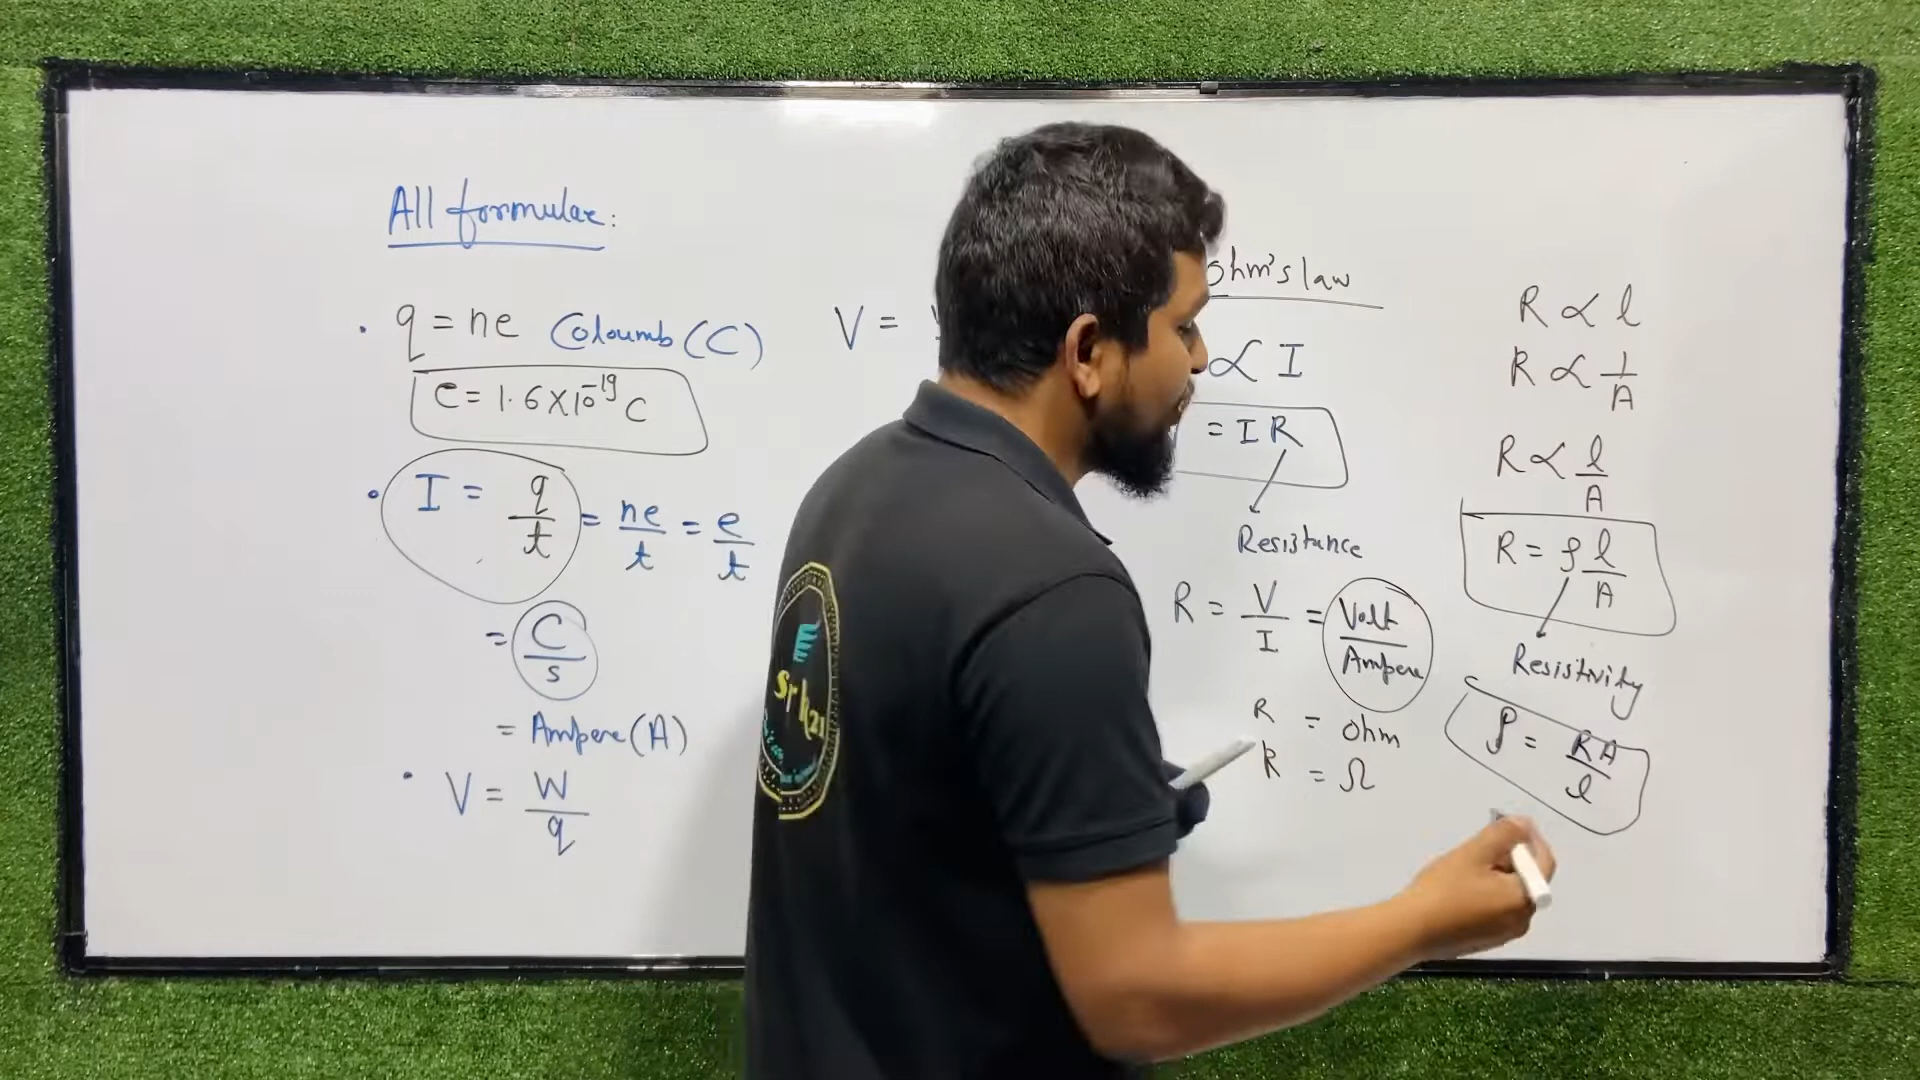 All formulae:
• q = ne Coloumb (C)
e = 1.6 X 10⁻¹⁹ C
• I = q/t = ne/t = e/t
= C/s
= Ampere (A)
• V = W/q
V =
ohm's law
∝ I
= I R
Resistance
R = V/I = Volt/Ampere
R = ohm
R = Ω
R ∝ l
R ∝ 1/A
R ∝ l/A
R = ρ l/A
Resistivity
ρ = RA/l